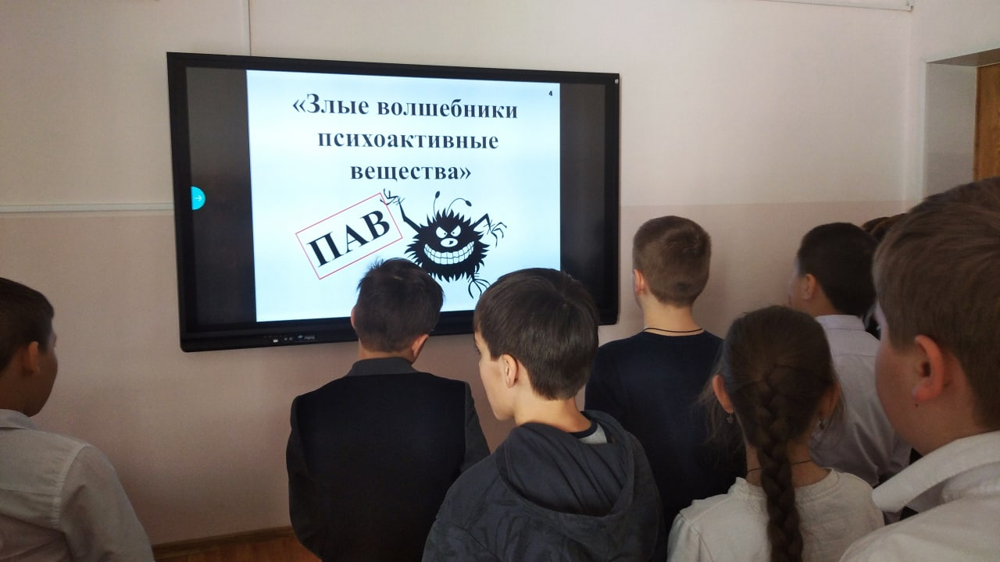 4
«Злые волшебники
психоактивные
вещества»
ПАВ